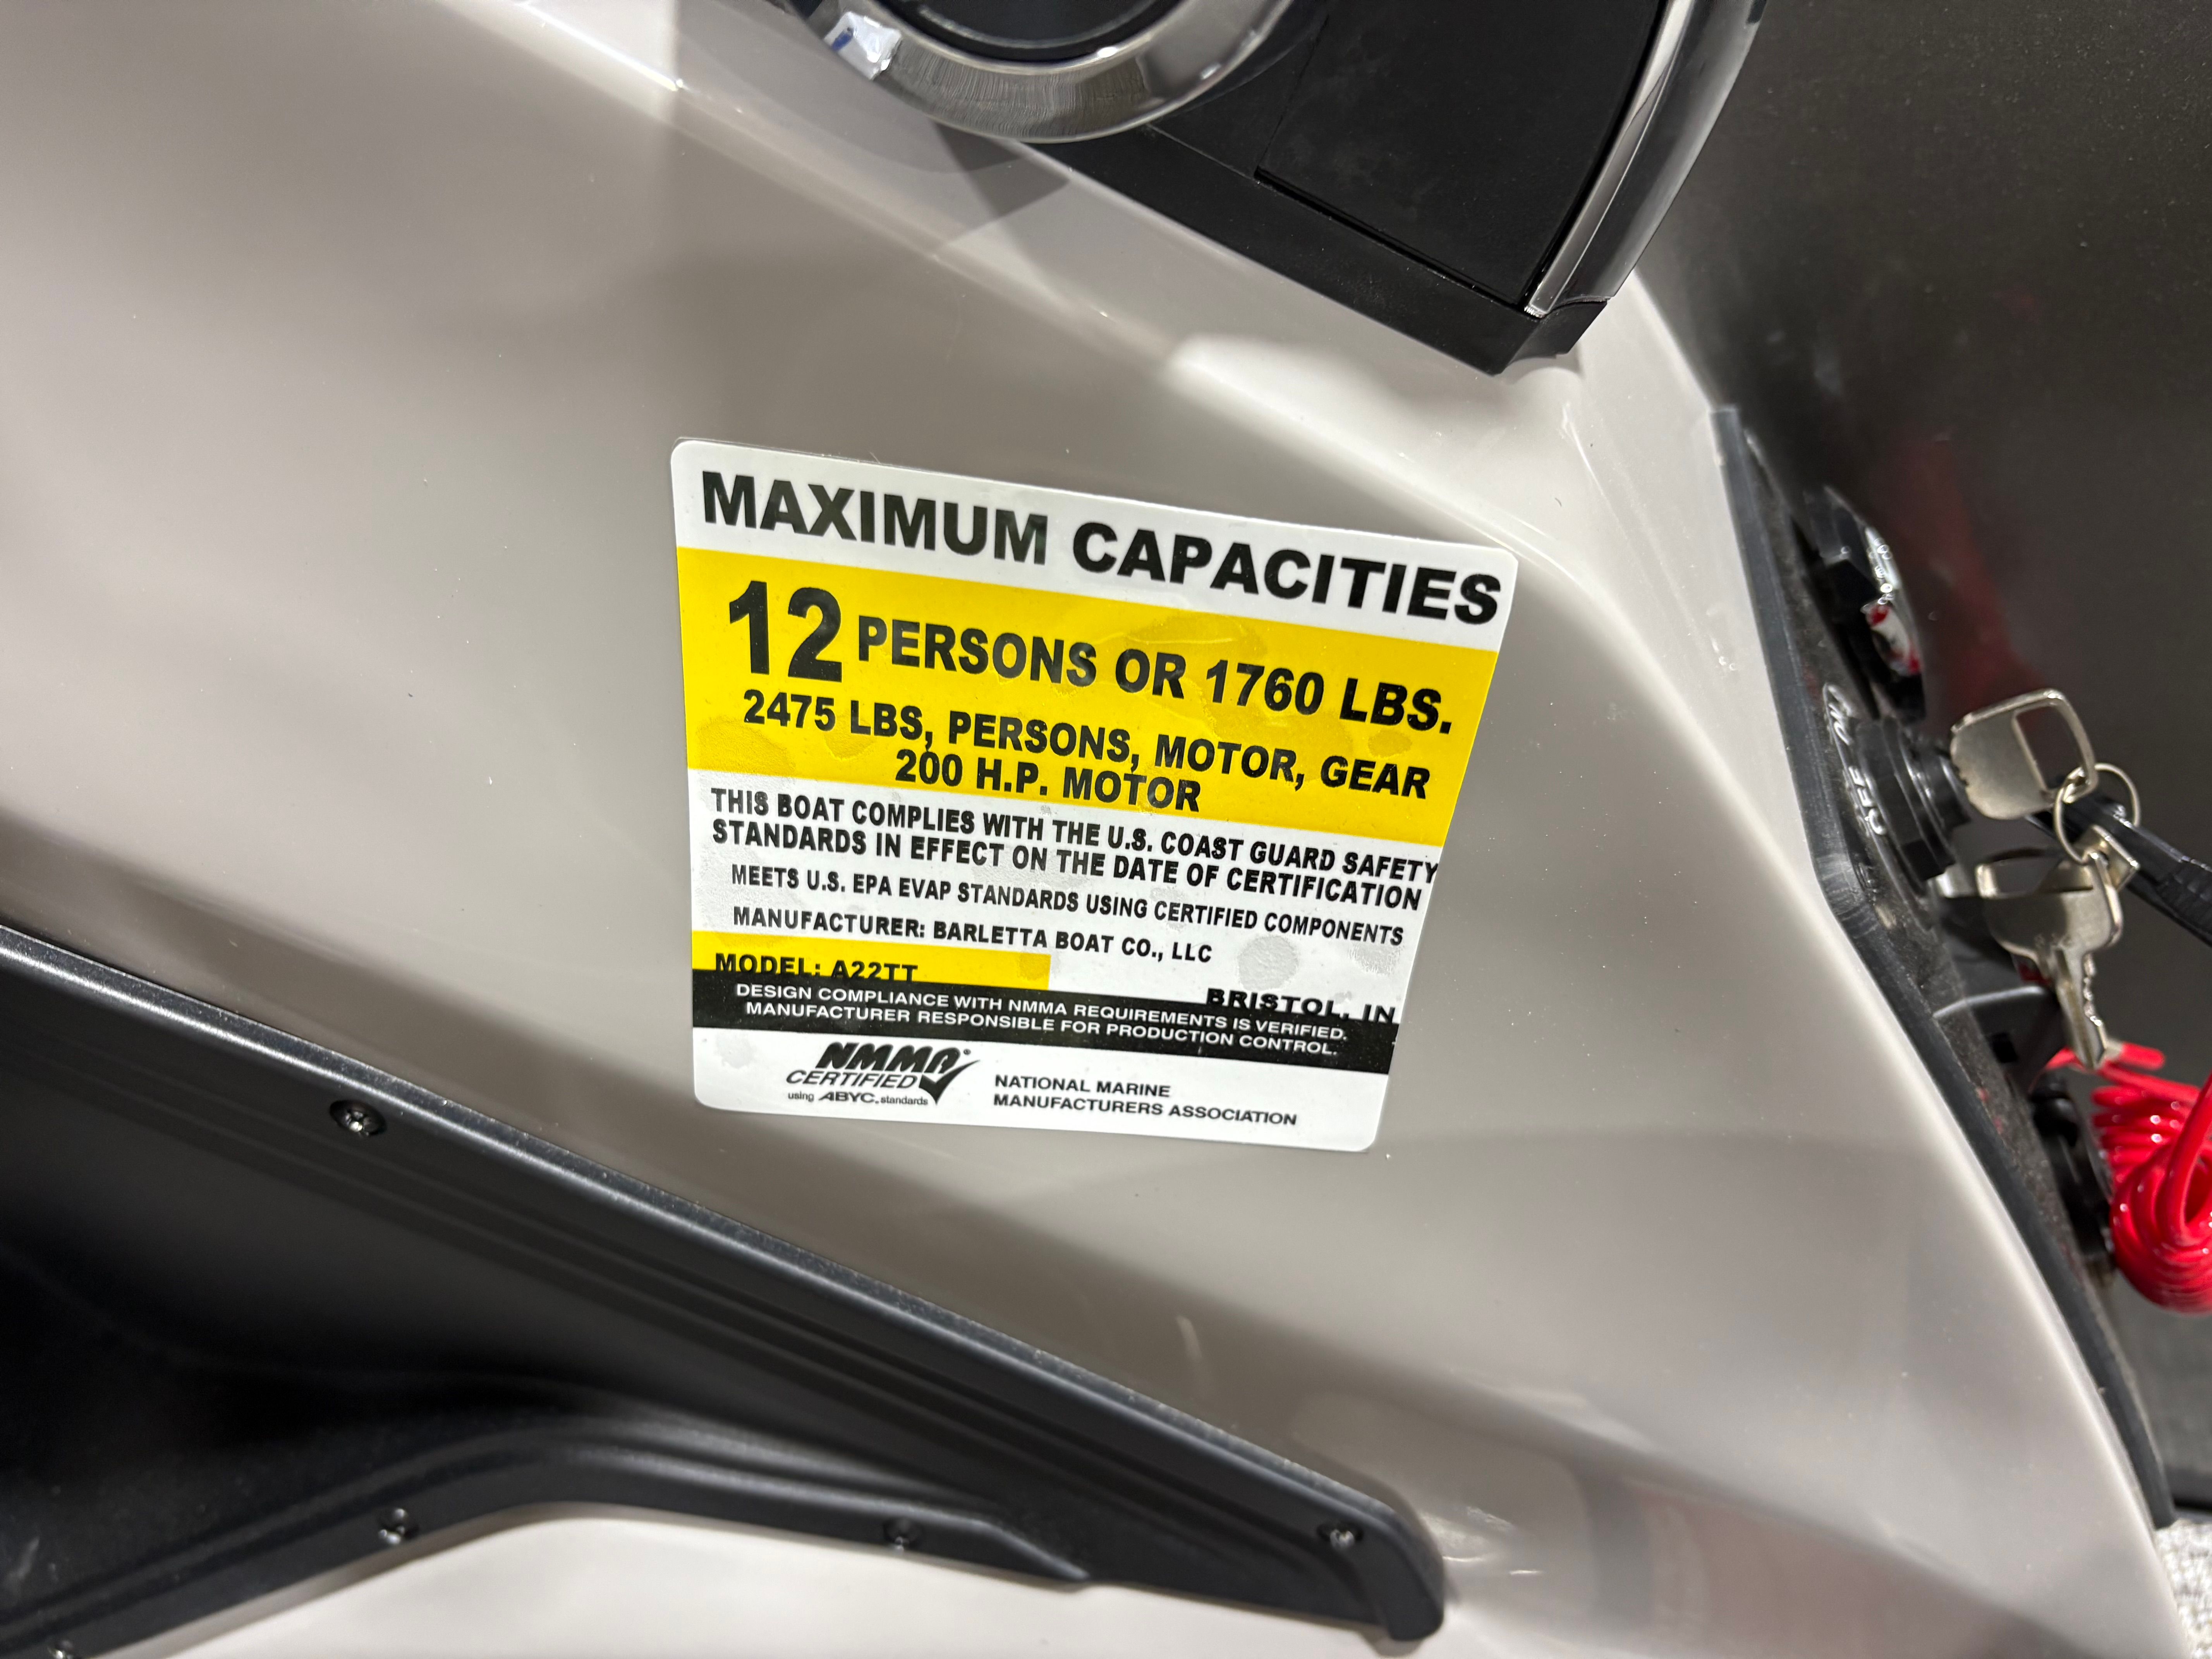 MAXIMUM CAPACITIES
12 PERSONS OR 1760 LBS.
2475 LBS, PERSONS, MOTOR, GEAR
200 H.P. MOTOR
THIS BOAT COMPLIES WITH THE U.S. COAST GUARD SAFETY
STANDARDS IN EFFECT ON THE DATE OF CERTIFICATION
MEETS U.S. EPA EVAP STANDARDS USING CERTIFIED COMPONENTS
MANUFACTURER: BARLETTA BOAT CO., LLC
MODEL: A22TT
BRISTOL, IN
DESIGN COMPLIANCE WITH NMMA REQUIREMENTS IS VERIFIED.
MANUFACTURER RESPONSIBLE FOR PRODUCTION CONTROL.
NMMA
CERTIFIED
using ABYC. standards
NATIONAL MARINE
MANUFACTURERS ASSOCIATION